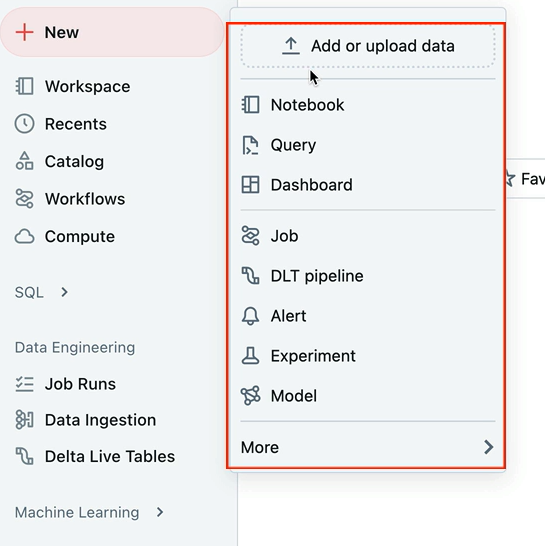 New
Workspace
Recents
Catalog
Workflows
Compute
SQL
Data Engineering
Job Runs
Data Ingestion
Delta Live Tables
Machine Learning
Add or upload data
Notebook
Query
Dashboard
Job
DLT pipeline
Alert
Experiment
Model
More
Fav